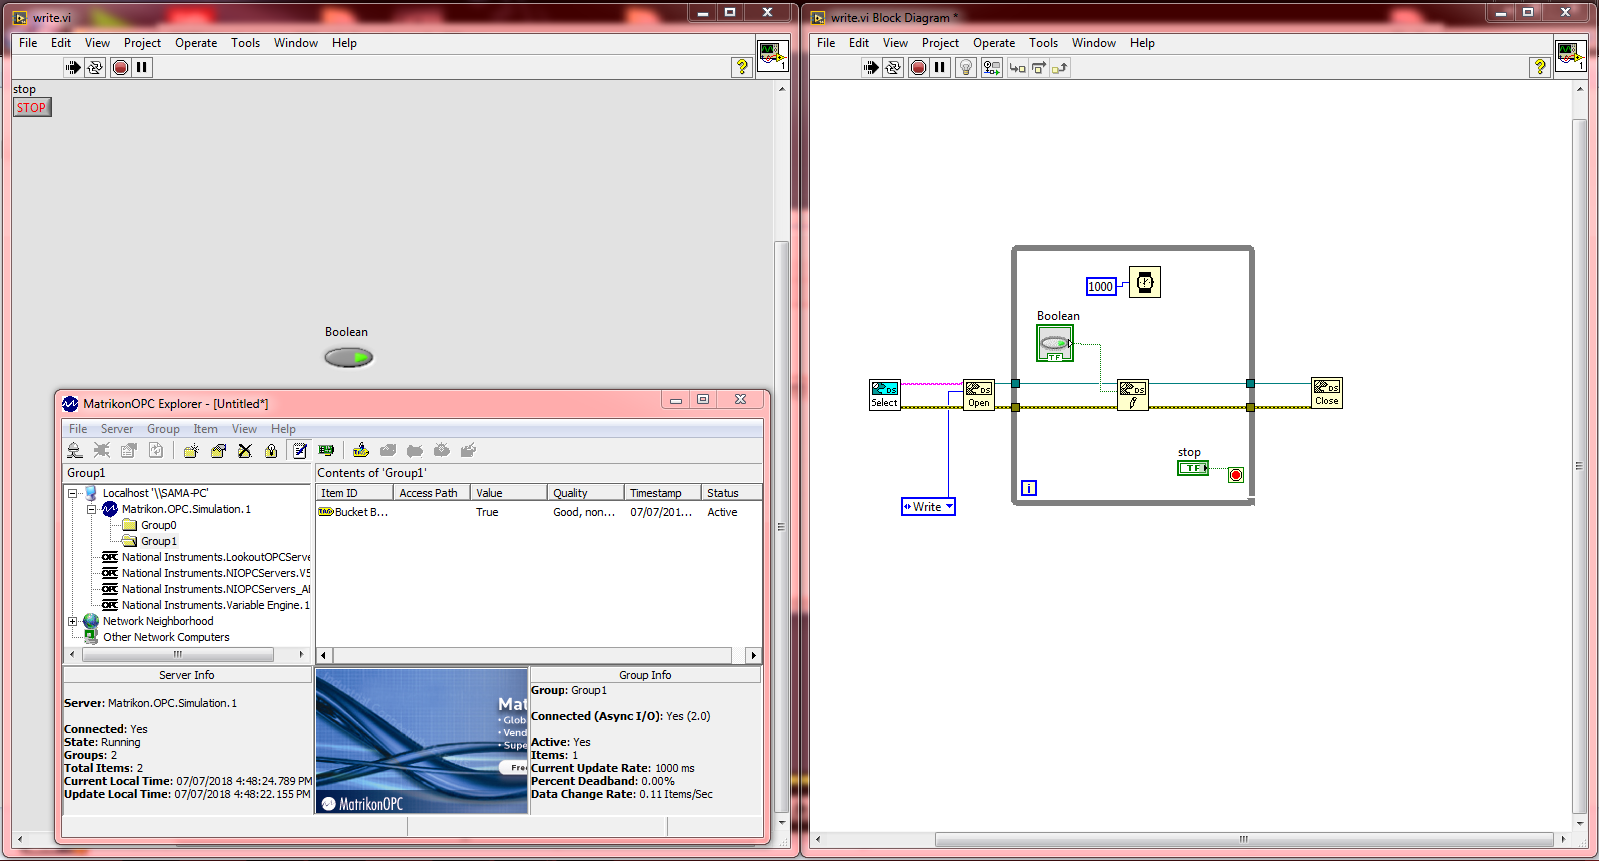 write.vi
File Edit View Project Operate Tools Window Help
1
stop
STOP
Boolean
MatrikonOPC Explorer - [Untitled*]
File Server Group Item View Help
Group1
Localhost '\\SAMA-PC'
Matrikon.OPC.Simulation.1
Group0
Group1
National Instruments.LookoutOPCServe
National Instruments.NIOPCServers.V5
National Instruments.NIOPCServers_A
National Instruments.Variable Engine.1
Network Neighborhood
Other Network Computers
Contents of 'Group1'
Item ID Access Path Value Quality Timestamp Status
TAG Bucket B... True Good, non... 07/07/201... Active
Server Info
Server: Matrikon.OPC.Simulation.1
Connected: Yes
State: Running
Groups: 2
Total Items: 2
Current Local Time: 07/07/2018 4:48:24.789 PM
Update Local Time: 07/07/2018 4:48:22.155 PM
Mat
• Glob
• Vend
• Supe
Fre
MatrikonOPC
Group Info
Group: Group1
Connected (Async I/O): Yes (2.0)
Active: Yes
Items: 1
Current Update Rate: 1000 ms
Percent Deadband: 0.00%
Data Change Rate: 0.11 Items/Sec
write.vi Block Diagram *
File Edit View Project Operate Tools Window Help
1
1000
Boolean
TF
DS
Select
DS
Open
DS
DS
Close
stop
TF
i
Write